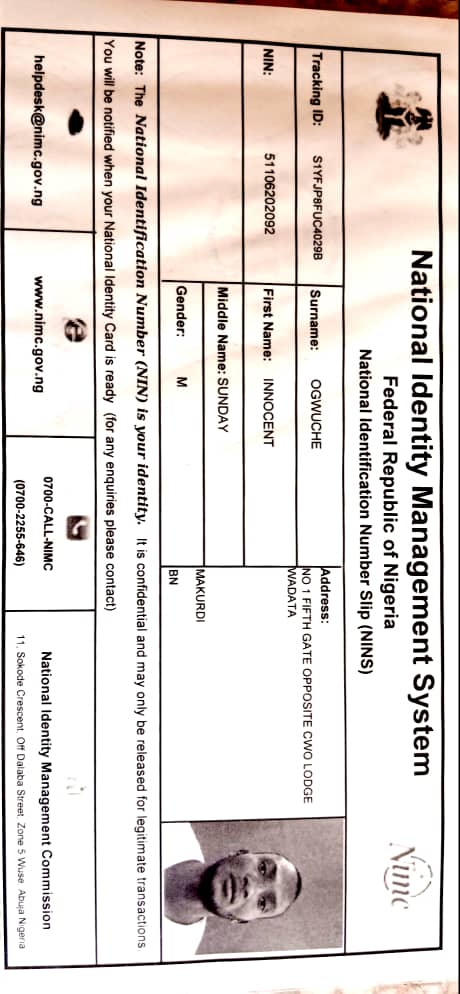 National Identity Management System
Federal Republic of Nigeria
National Identification Number Slip (NINS)
Nimc
Tracking ID: S1YFJP8FUC4029B
Surname: OGWUCHE
Address:
NO 1 FIFTH GATE OPPOSITE CWO LODGE
WADATA
NIN: 51106202092
First Name: INNOCENT
Middle Name: SUNDAY
MAKURDI
Gender: M
BN
Note: The National Identification Number (NIN) is your identity. It is confidential and may only be released for legitimate transactions.
You will be notified when your National Identity Card is ready (for any enquiries please contact)
helpdesk@nimc.gov.ng
www.nimc.gov.ng
0700-CALL-NIMC
(0700-2255-646)
National Identity Management Commission
11, Sokode Crescent, Off Dalaba Street, Zone 5 Wuse, Abuja Nigeria